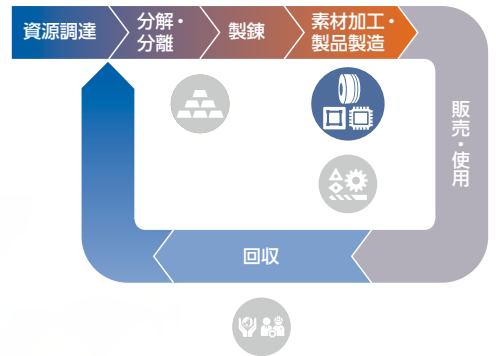 資源調達
分解・
分離
製錬
素材加工・
製品製造
販売・使用
回収